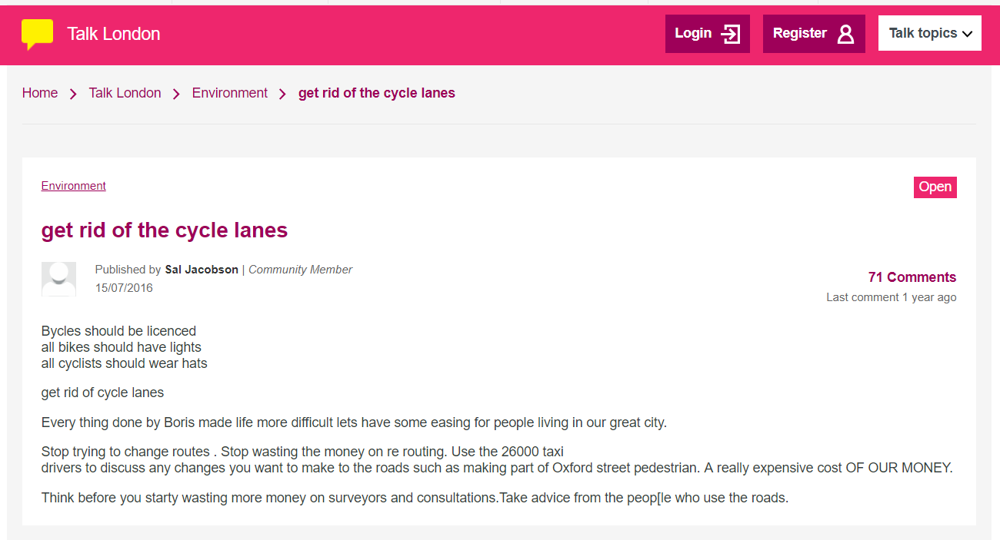 Talk London
Login
Register
Talk topics
Home
Talk London
Environment
get rid of the cycle lanes
Environment
Open
get rid of the cycle lanes
Published by Sal Jacobson | Community Member
15/07/2016
71 Comments
Last comment 1 year ago
Bycles should be licenced
all bikes should have lights
all cyclists should wear hats
get rid of cycle lanes
Every thing done by Boris made life more difficult lets have some easing for people living in our great city.
Stop trying to change routes . Stop wasting the money on re routing. Use the 26000 taxi
drivers to discuss any changes you want to make to the roads such as making part of Oxford street pedestrian. A really expensive cost OF OUR MONEY.
Think before you starty wasting more money on surveyors and consultations.Take advice from the peop[le who use the roads.